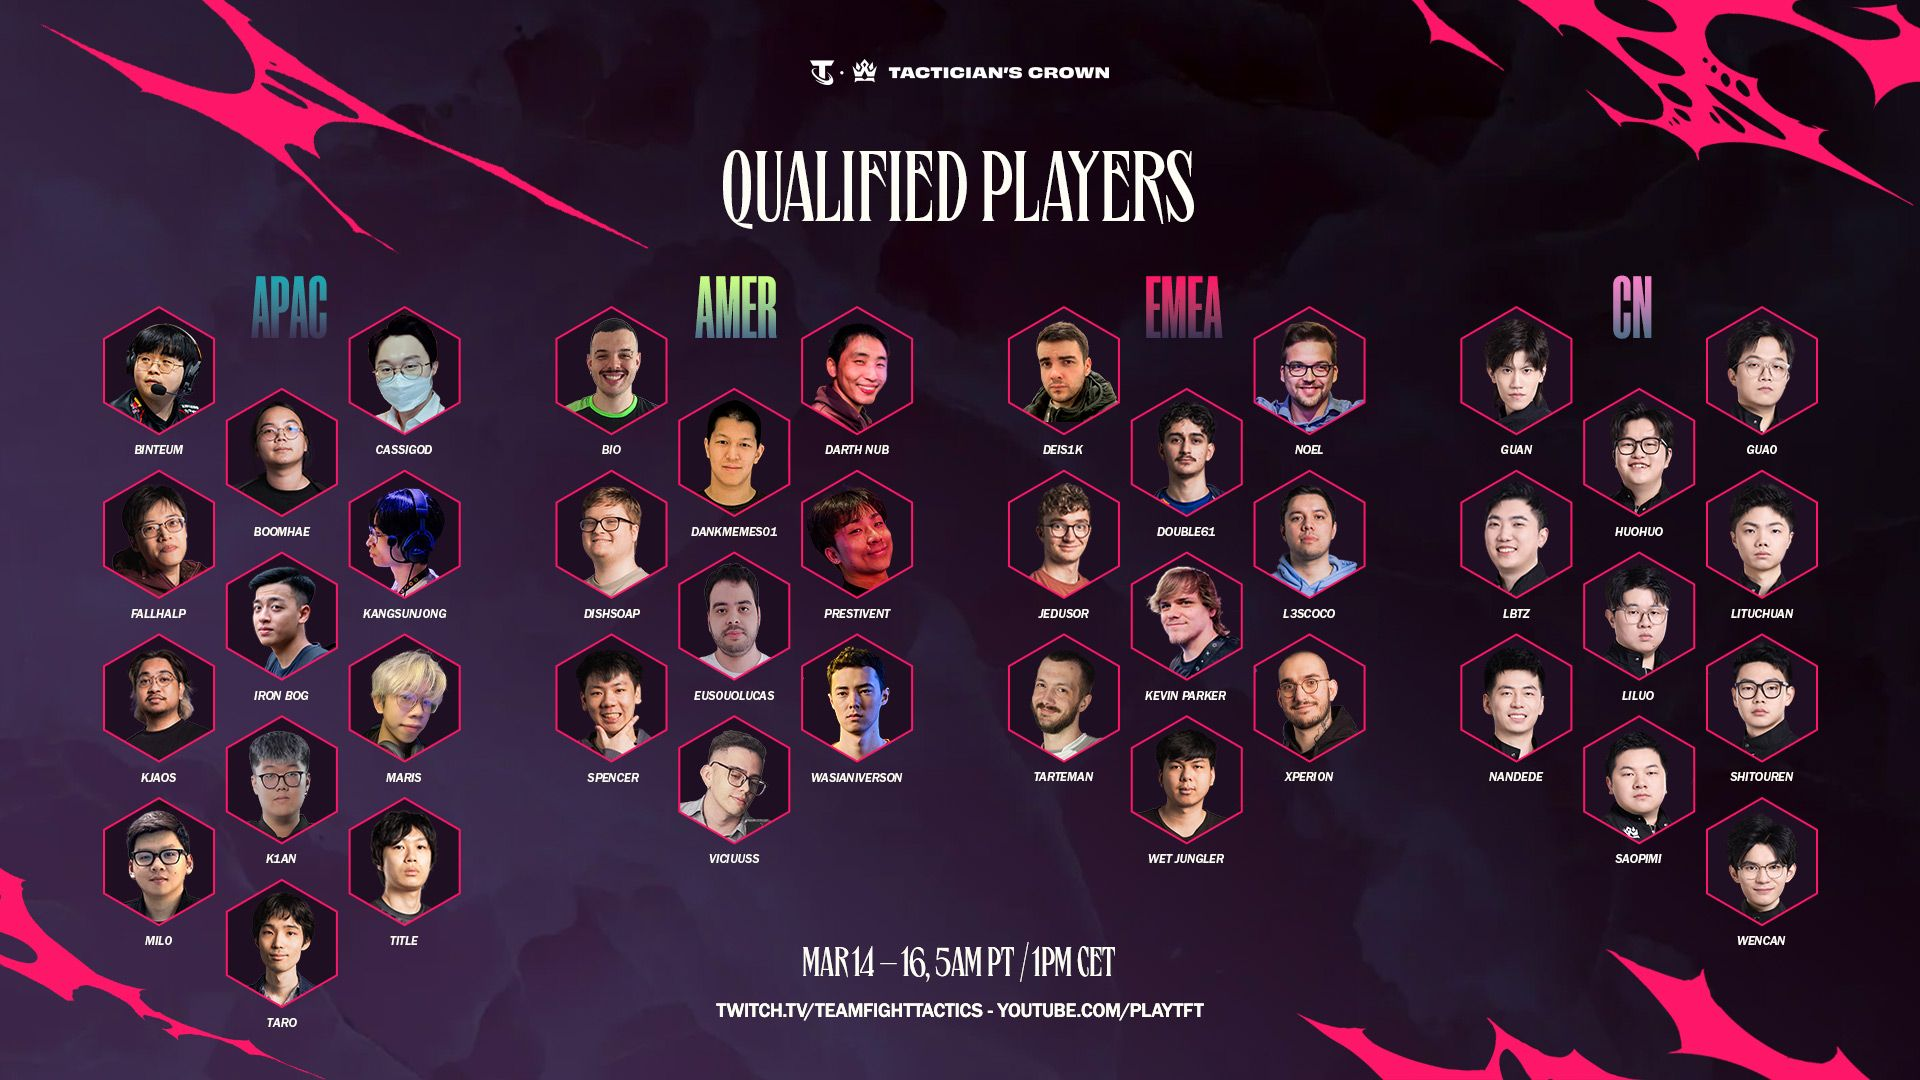 TACTICIAN'S CROWN
QUALIFIED PLAYERS
APAC
BINTEUM
CASSIGOD
BOOMHAE
FALLHALP
KANGSUNJONG
IRON BOG
KJAOS
MARIS
K1AN
MILO
TITLE
TARO
AMER
BIO
DARTH NUB
DANKMEMES01
DISHSOAP
PRESTIVENT
EUSOUOLUCAS
SPENCER
WASIANIVERSON
VICIUUSS
EMEA
DEIS1K
NOEL
DOUBLE61
JEDUSOR
L3SCOCO
KEVIN PARKER
TARTEMAN
XPERION
WET JUNGLER
CN
GUAN
GUAO
HUOHUO
LBTZ
LITUCHUAN
LILUO
NANDEDE
SHITOUREN
SAOPIMI
WENCAN
MAR 14 – 16, 5AM PT / 1PM CET
TWITCH.TV/TEAMFIGHTTACTICS - YOUTUBE.COM/PLAYTFT